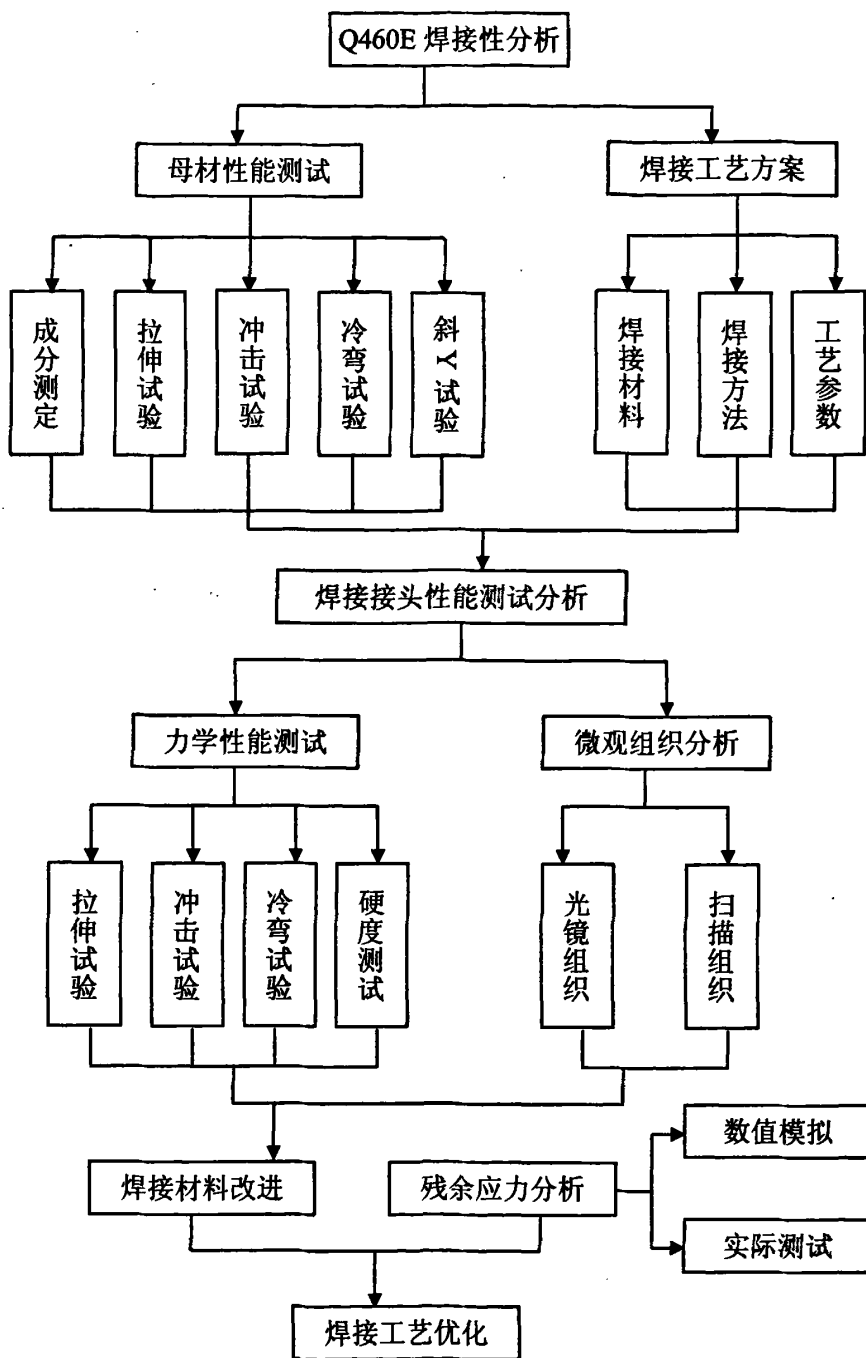 Q460E 焊接性分析
母材性能测试
焊接工艺方案
成分测定
拉伸试验
冲击试验
冷弯试验
斜Y试验
焊接材料
焊接方法
工艺参数
焊接接头性能测试分析
力学性能测试
微观组织分析
拉伸试验
冲击试验
冷弯试验
硬度测试
光镜组织
扫描组织
数值模拟
焊接材料改进
残余应力分析
实际测试
焊接工艺优化